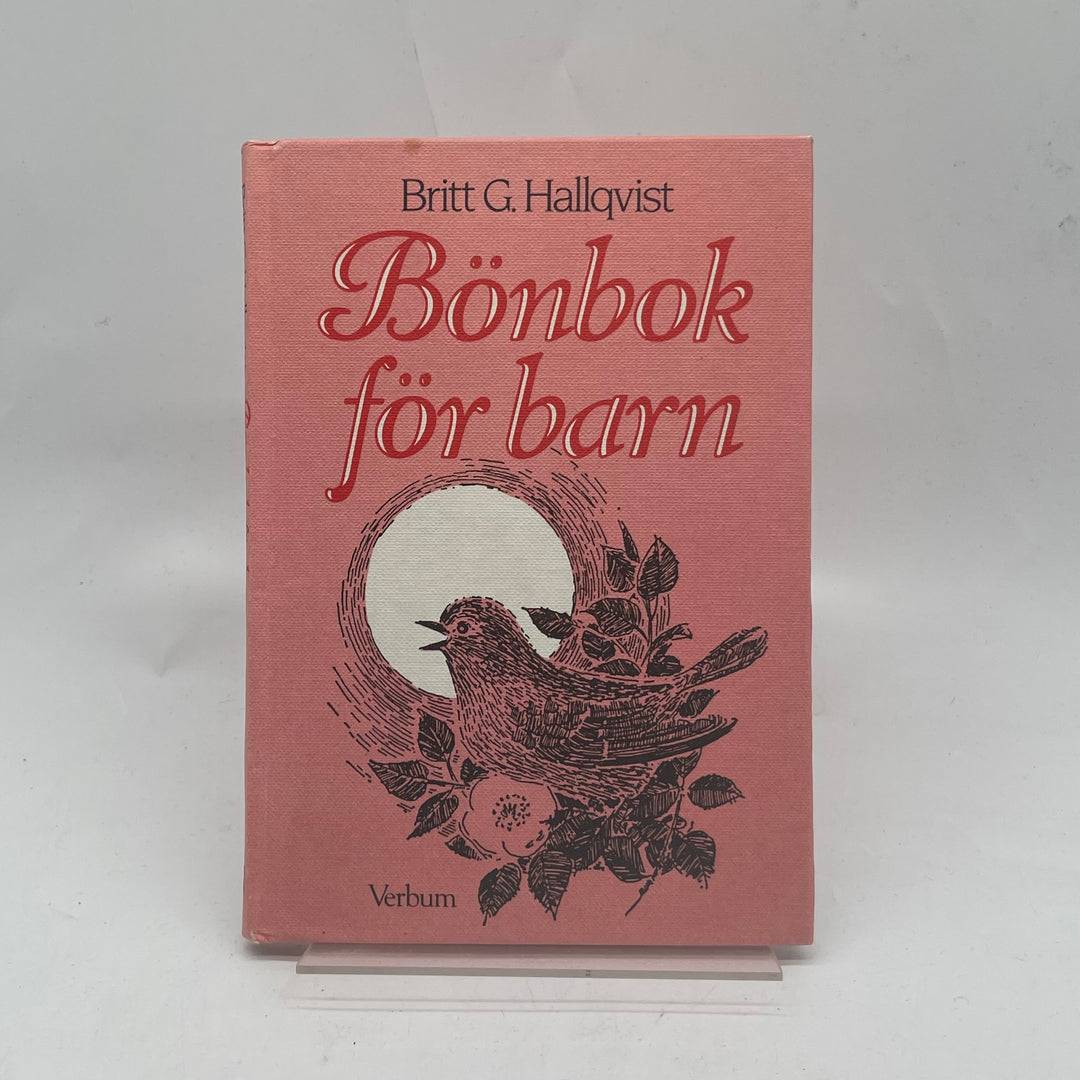 Britt G. Hallqvist
Bönbok
för barn
Verbum